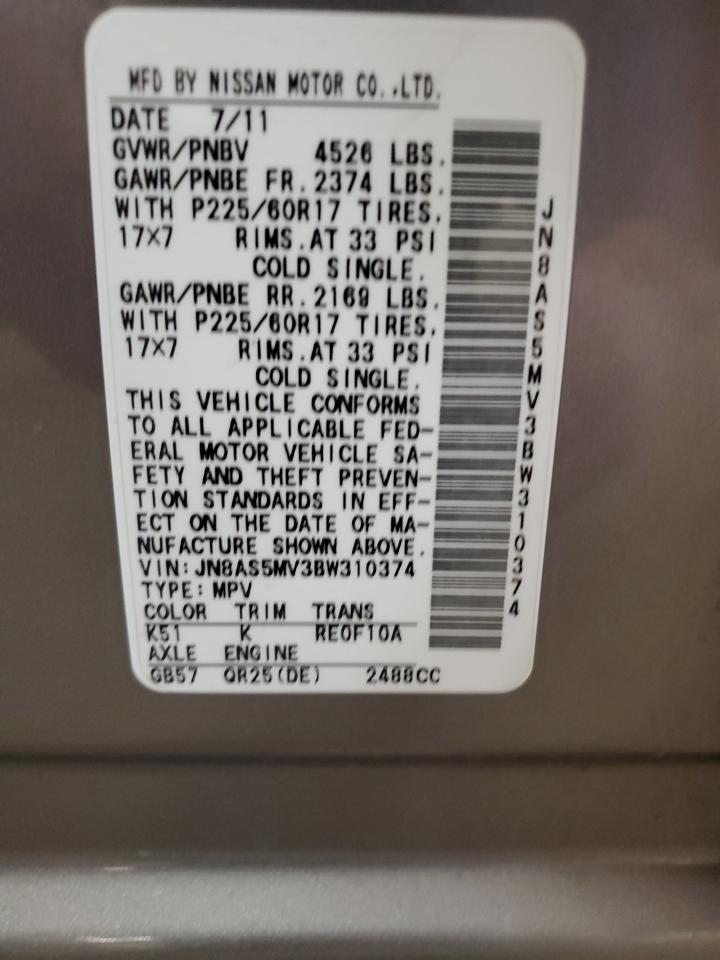 MFD BY NISSAN MOTOR CO.,LTD.
DATE 7/11
GVWR/PNBV 4526 LBS.
GAWR/PNBE FR. 2374 LBS.
WITH P225/60R17 TIRES.
17×7 RIMS.AT 33 PSI
COLD SINGLE.
GAWR/PNBE RR. 2169 LBS.
WITH P225/60R17 TIRES.
17×7 RIMS.AT 33 PSI
COLD SINGLE.
THIS VEHICLE CONFORMS
TO ALL APPLICABLE FED-
ERAL MOTOR VEHICLE SA-
FETY AND THEFT PREVEN-
TION STANDARDS IN EFF-
ECT ON THE DATE OF MA-
NUFACTURE SHOWN ABOVE.
VIN:JN8AS5MV3BW310374
TYPE:MPV
COLOR TRIM TRANS
K51 K RE0F10A
AXLE ENGINE
GB57 QR25(DE) 2488CC
JN8AS5MV3BW310374